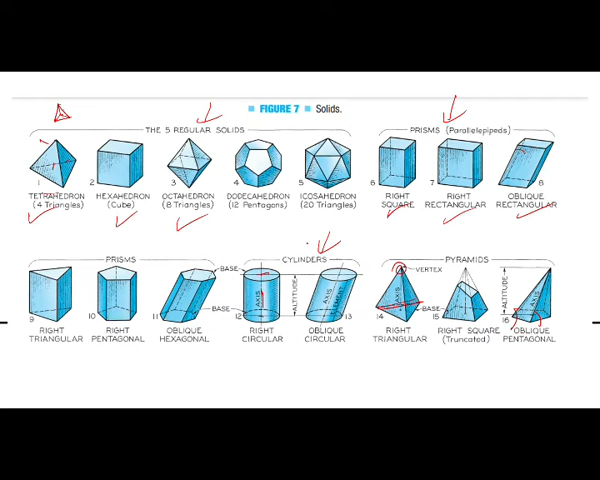 FIGURE 7 Solids.
THE 5 REGULAR SOLIDS
PRISMS (Parallelepipeds)
1 2 3 4 5 6 7 8
TETRAHEDRON
(4 Triangles)
HEXAHEDRON
(Cube)
OCTAHEDRON
(8 Triangles)
DODECAHEDRON
(12 Pentagons)
ICOSAHEDRON
(20 Triangles)
RIGHT
SQUARE
RIGHT
RECTANGULAR
OBLIQUE
RECTANGULAR
PRISMS
CYLINDERS
PYRAMIDS
BASE
VERTEX
AXIS
ALTITUDE
AXIS
ELEMENT
AXIS
ALTITUDE
AXIS
BASE
BASE
9 10 11 12 13 14 15 16
RIGHT
TRIANGULAR
RIGHT
PENTAGONAL
OBLIQUE
HEXAGONAL
RIGHT
CIRCULAR
OBLIQUE
CIRCULAR
RIGHT
TRIANGULAR
RIGHT SQUARE
(Truncated)
OBLIQUE
PENTAGONAL